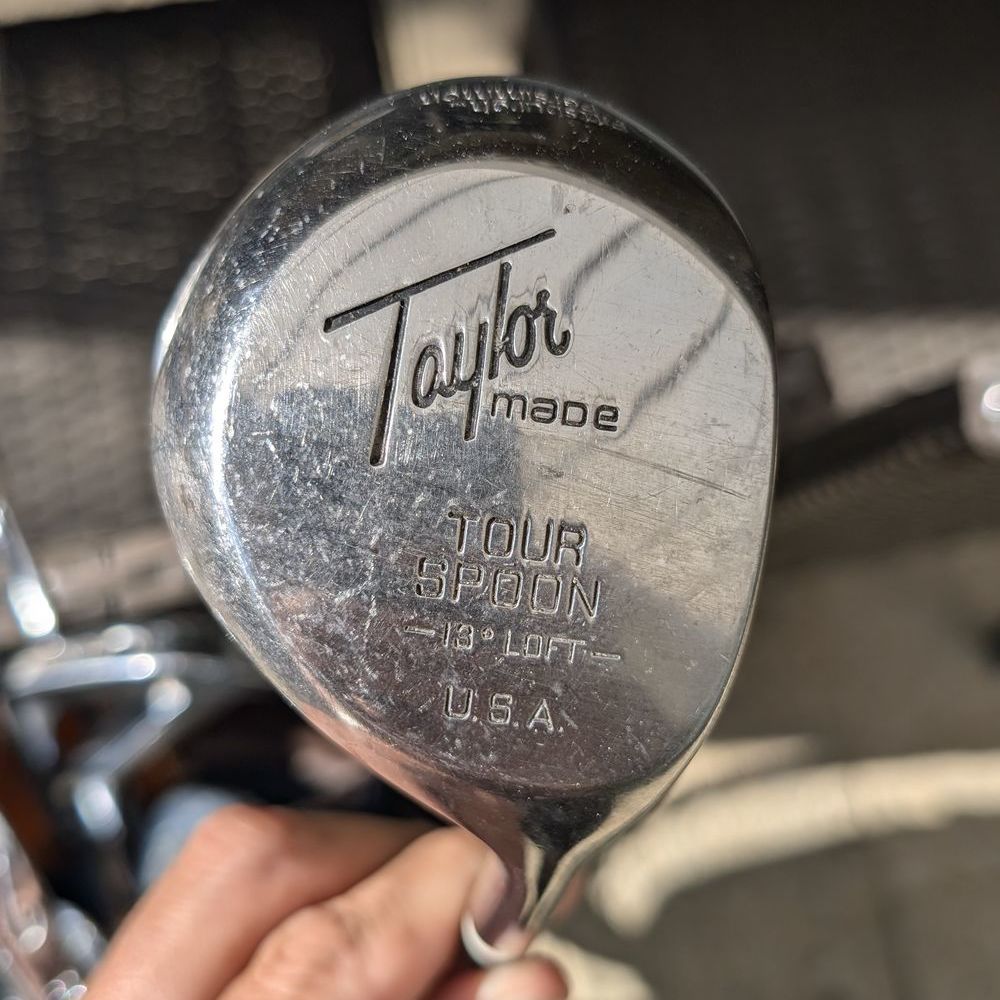 Taylor
made
TOUR
SPOON
-13° LOFT-
U.S.A.